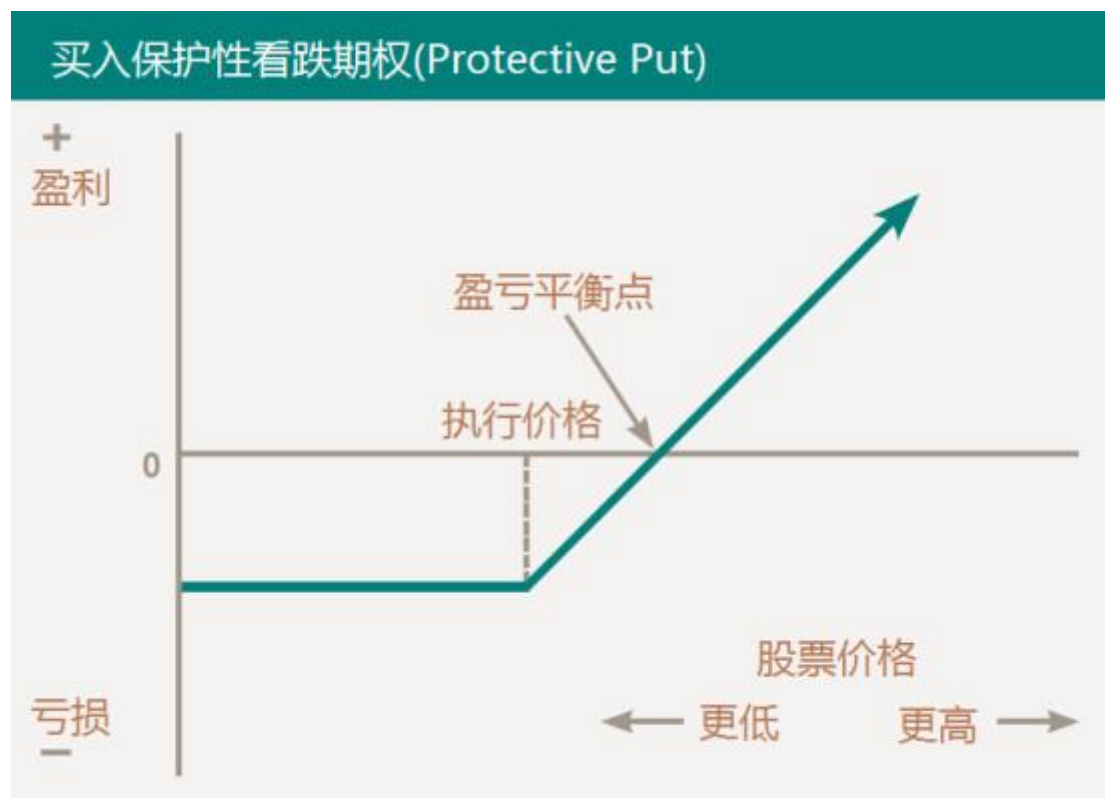 买入保护性看跌期权(Protective Put)
+
盈利
盈亏平衡点
执行价格
0
股票价格
更低
更高
亏损
−